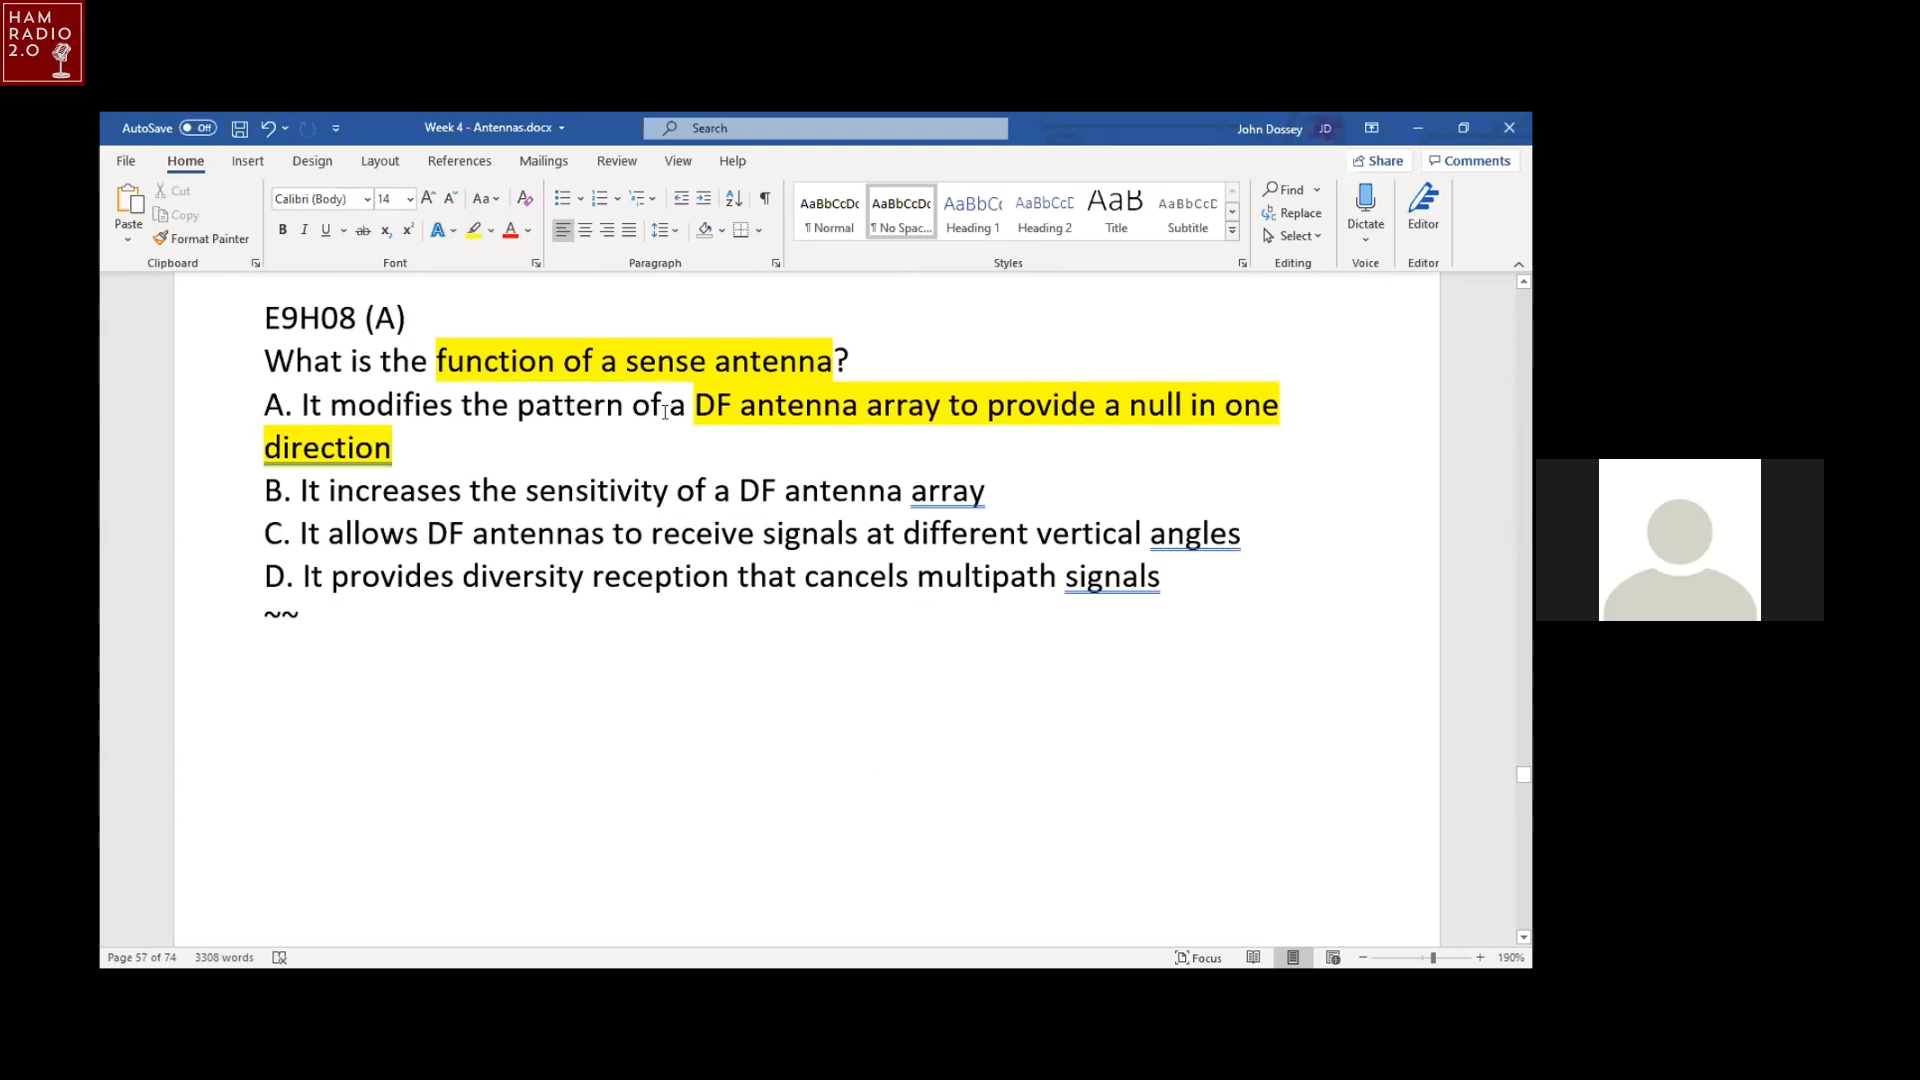 HAM
RADIO
2.0
AutoSave Off Week 4 - Antennas.docx Search John Dossey JD
File Home Insert Design Layout References Mailings Review View Help Share Comments
Paste Cut Copy Format Painter
Calibri (Body) 14 Aa
B I U ab x₂ x² A A
AaBbCcDc AaBbCcDc AaBbCc AaBbCcD AaB AaBbCcD
¶ Normal ¶ No Spac... Heading 1 Heading 2 Title Subtitle
Find Replace Select Dictate Editor
Clipboard Font Paragraph Styles Editing Voice Editor
E9H08 (A)
What is the function of a sense antenna?
A. It modifies the pattern of a DF antenna array to provide a null in one
direction
B. It increases the sensitivity of a DF antenna array
C. It allows DF antennas to receive signals at different vertical angles
D. It provides diversity reception that cancels multipath signals
~~
Page 57 of 74 3308 words Focus 190%